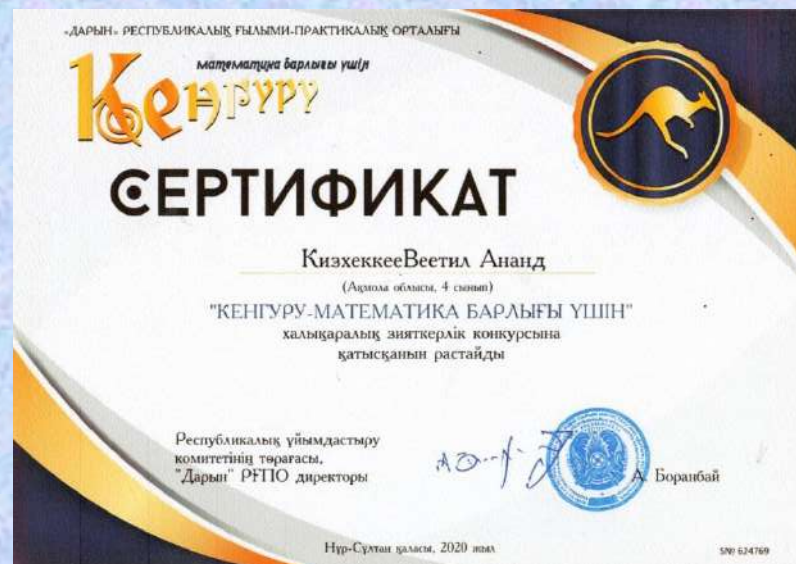 «ДАРЫН» РЕСПУБЛИКАЛЫҚ ҒЫЛЫМИ-ПРАКТИКАЛЫҚ ОРТАЛЫҒЫ
математика барлығы үшін
Кенгуру
СЕРТИФИКАТ
КизхеккееВеетил Ананд
(Ақмола облысы, 4 сынып)
"КЕНГУРУ-МАТЕМАТИКА БАРЛЫҒЫ ҮШІН"
халықаралық зияткерлік конкурсына
қатысқанын растайды
Республикалық ұйымдастыру
комитетінің төрағасы,
"Дарын" РҒПО директоры
А. Боранбай
Нұр-Сұлтан қаласы, 2020 жыл
SN№ 624769